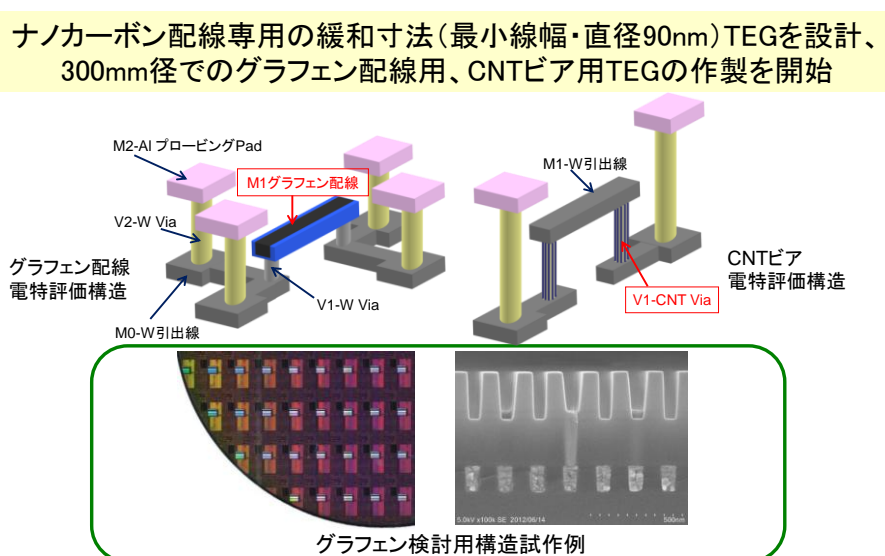 ナノカーボン配線専用の緩和寸法（最小線幅・直径90nm）TEGを設計、
300mm径でのグラフェン配線用、CNTビア用TEGの作製を開始
M2-Al プロービングPad
M1グラフェン配線
V2-W Via
グラフェン配線
電特評価構造
M0-W引出線
V1-W Via
M1-W引出線
CNTビア
電特評価構造
V1-CNT Via
5.0kV x100k SE 2012/06/14
500nm
グラフェン検討用構造試作例